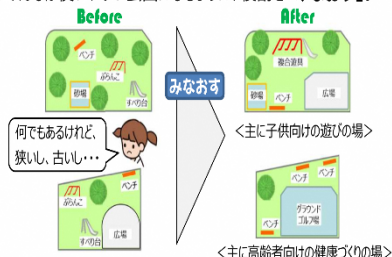 Before
After
ベンチ
ぶらんこ
砂場
すべり台
みなおす
複合遊具
砂場
広場
ベンチ
<主に子供向けの遊びの場>
何でもあるけれど、
狭いし、古いし・・・
ベンチ
ぶらんこ
すべり台
広場
ベンチ
ベンチ
グラウンド
ゴルフ場
ベンチ
<主に高齢者向けの健康づくりの場>